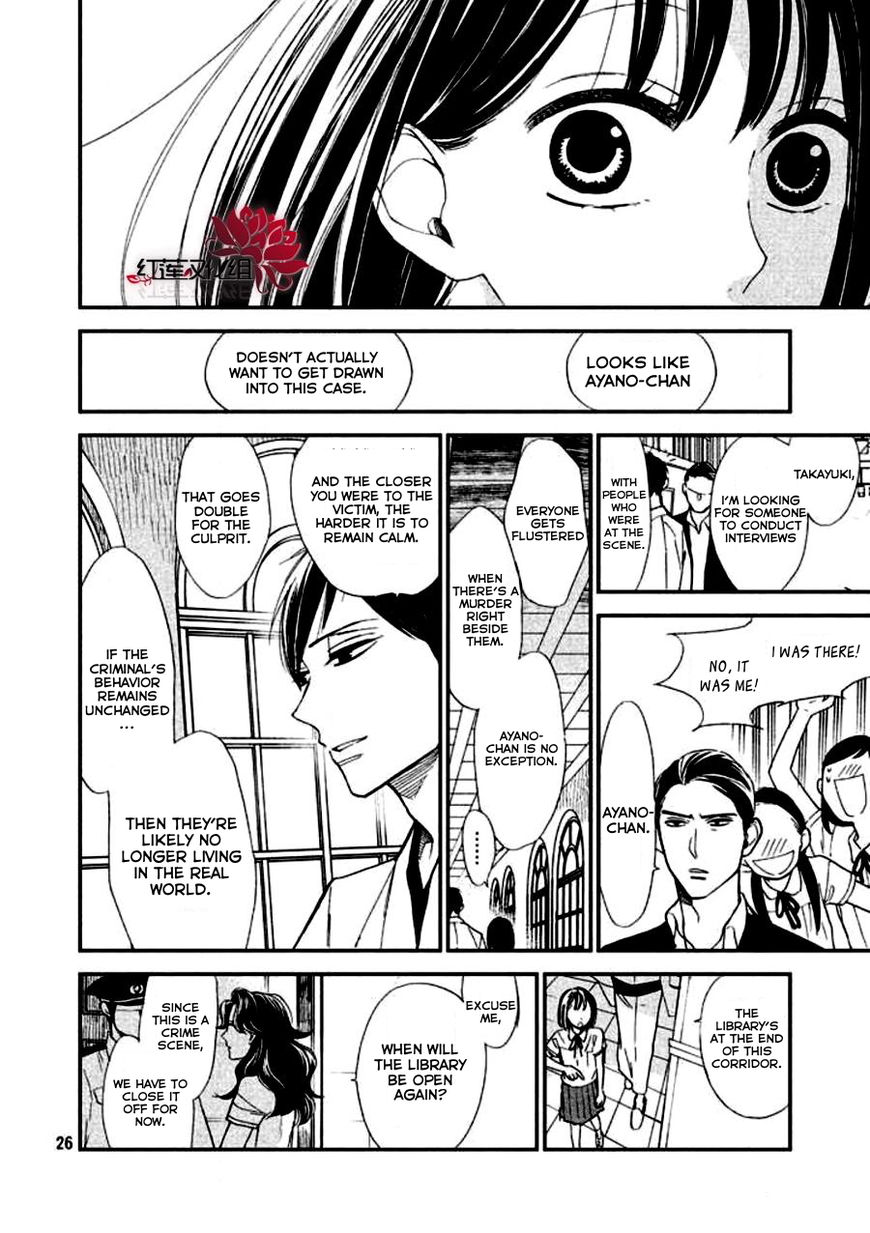 红莲汉化组
LOOKS LIKE
AYANO-CHAN
DOESN'T ACTUALLY
WANT TO GET DRAWN
INTO THIS CASE.
TAKAYUKI,
I'M LOOKING
FOR SOMEONE
TO CONDUCT
INTERVIEWS
WITH
PEOPLE
WHO
WERE
AT THE
SCENE.
I WAS THERE!
NO, IT
WAS ME!
AYANO-
CHAN.
EVERYONE
GETS
FLUSTERED
WHEN
THERE'S A
MURDER
RIGHT
BESIDE
THEM.
AYANO-
CHAN IS NO
EXCEPTION.
……
AND THE CLOSER
YOU WERE TO THE
VICTIM, THE
HARDER IT IS TO
REMAIN CALM.
THAT GOES
DOUBLE
FOR THE
CULPRIT.
IF THE
CRIMINAL'S
BEHAVIOR
REMAINS
UNCHANGED
...
THEN THEY'RE
LIKELY NO
LONGER LIVING
IN THE REAL
WORLD.
THE
LIBRARY'S
AT THE END
OF THIS
CORRIDOR.
EXCUSE
ME,
WHEN WILL
THE LIBRARY
BE OPEN
AGAIN?
SINCE
THIS IS A
CRIME
SCENE,
WE HAVE TO
CLOSE IT
OFF FOR
NOW.
26